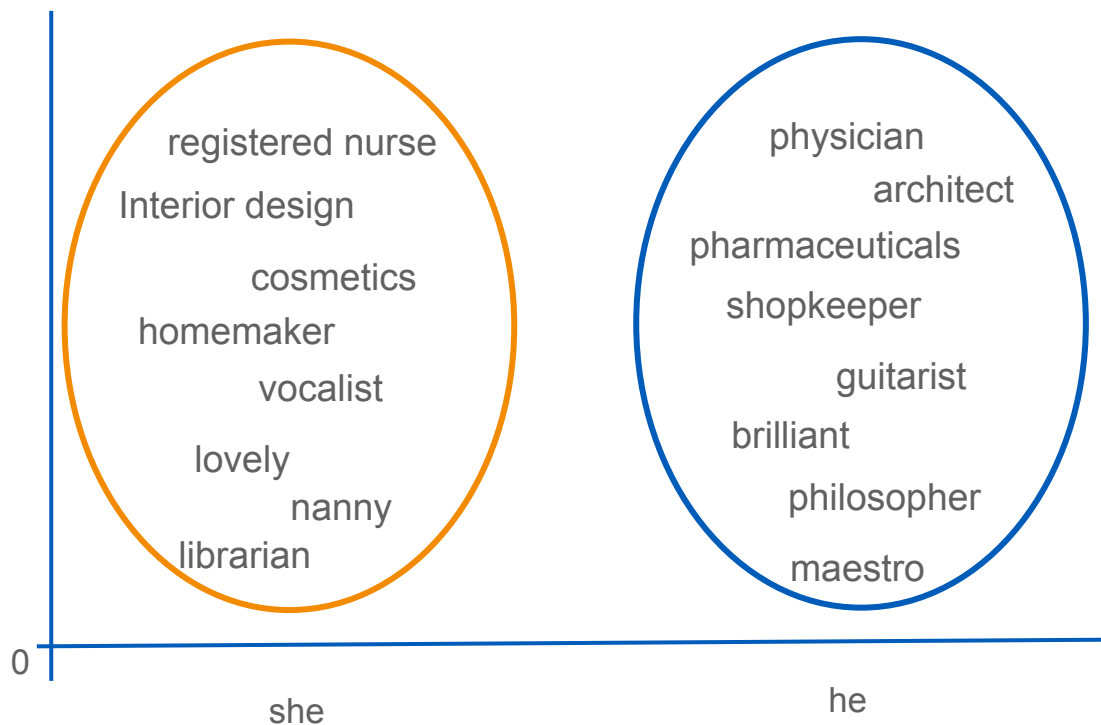 registered nurse
Interior design
cosmetics
homemaker
vocalist
lovely
nanny
librarian
physician
architect
pharmaceuticals
shopkeeper
guitarist
brilliant
philosopher
maestro
0
she
he